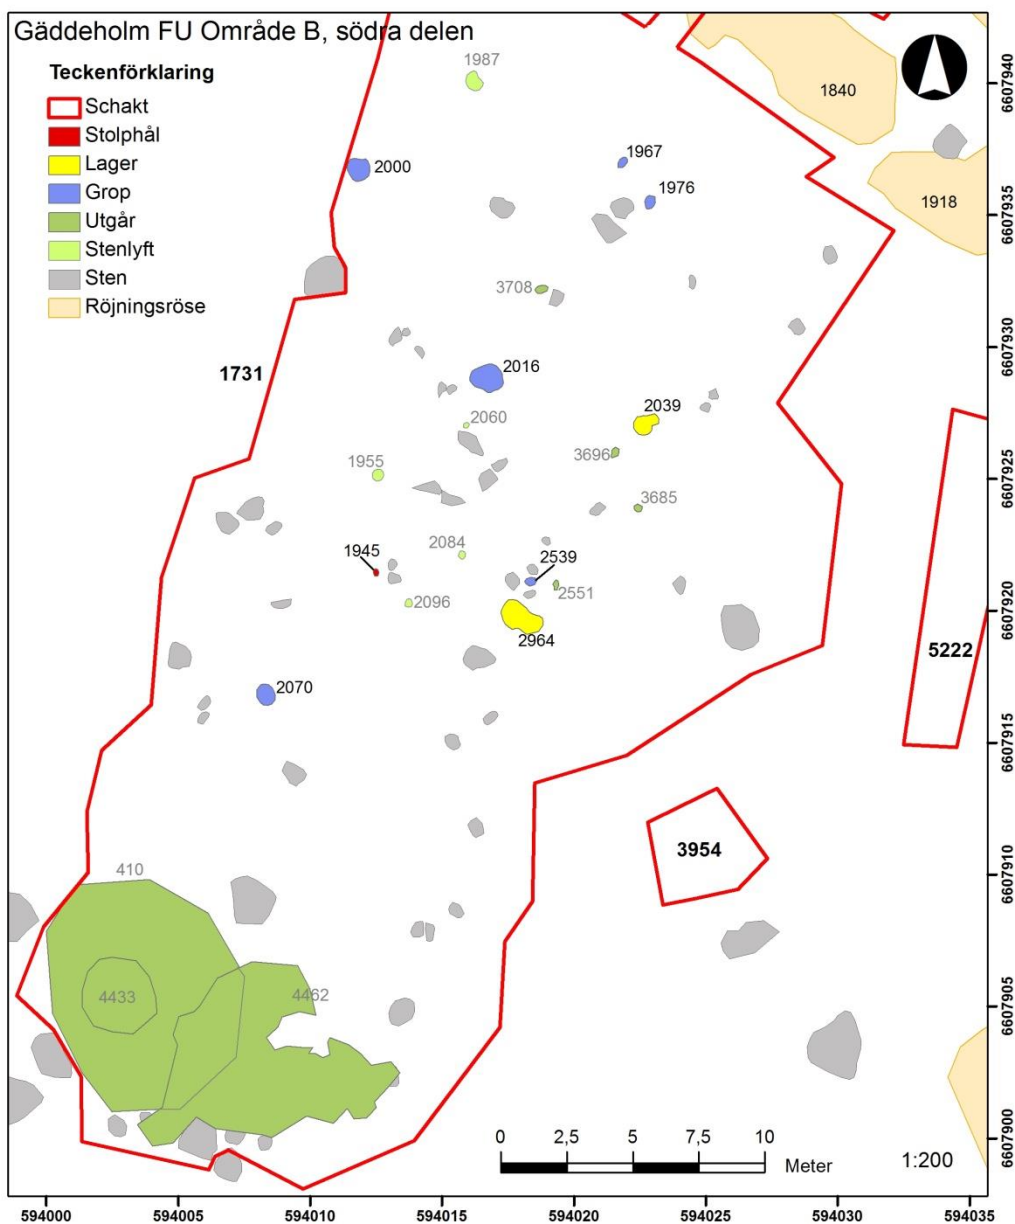 Gäddeholm FU Område B, södra delen
Teckenförklaring
Schakt
Stolphål
Lager
Grop
Utgår
Stenlyft
Sten
Röjningsröse
1987
1840
2000
1967
1976
1918
3708
1731
2016
2039
2060
3696
1955
3685
1945
2084
2539
2551
2096
2964
5222
2070
3954
410
4433
4462
0 2,5 5 7,5 10
Meter
1:200
6607940
6607935
6607930
6607925
6607920
6607915
6607910
6607905
6607900
594000 594005 594010 594015 594020 594025 594030 594035